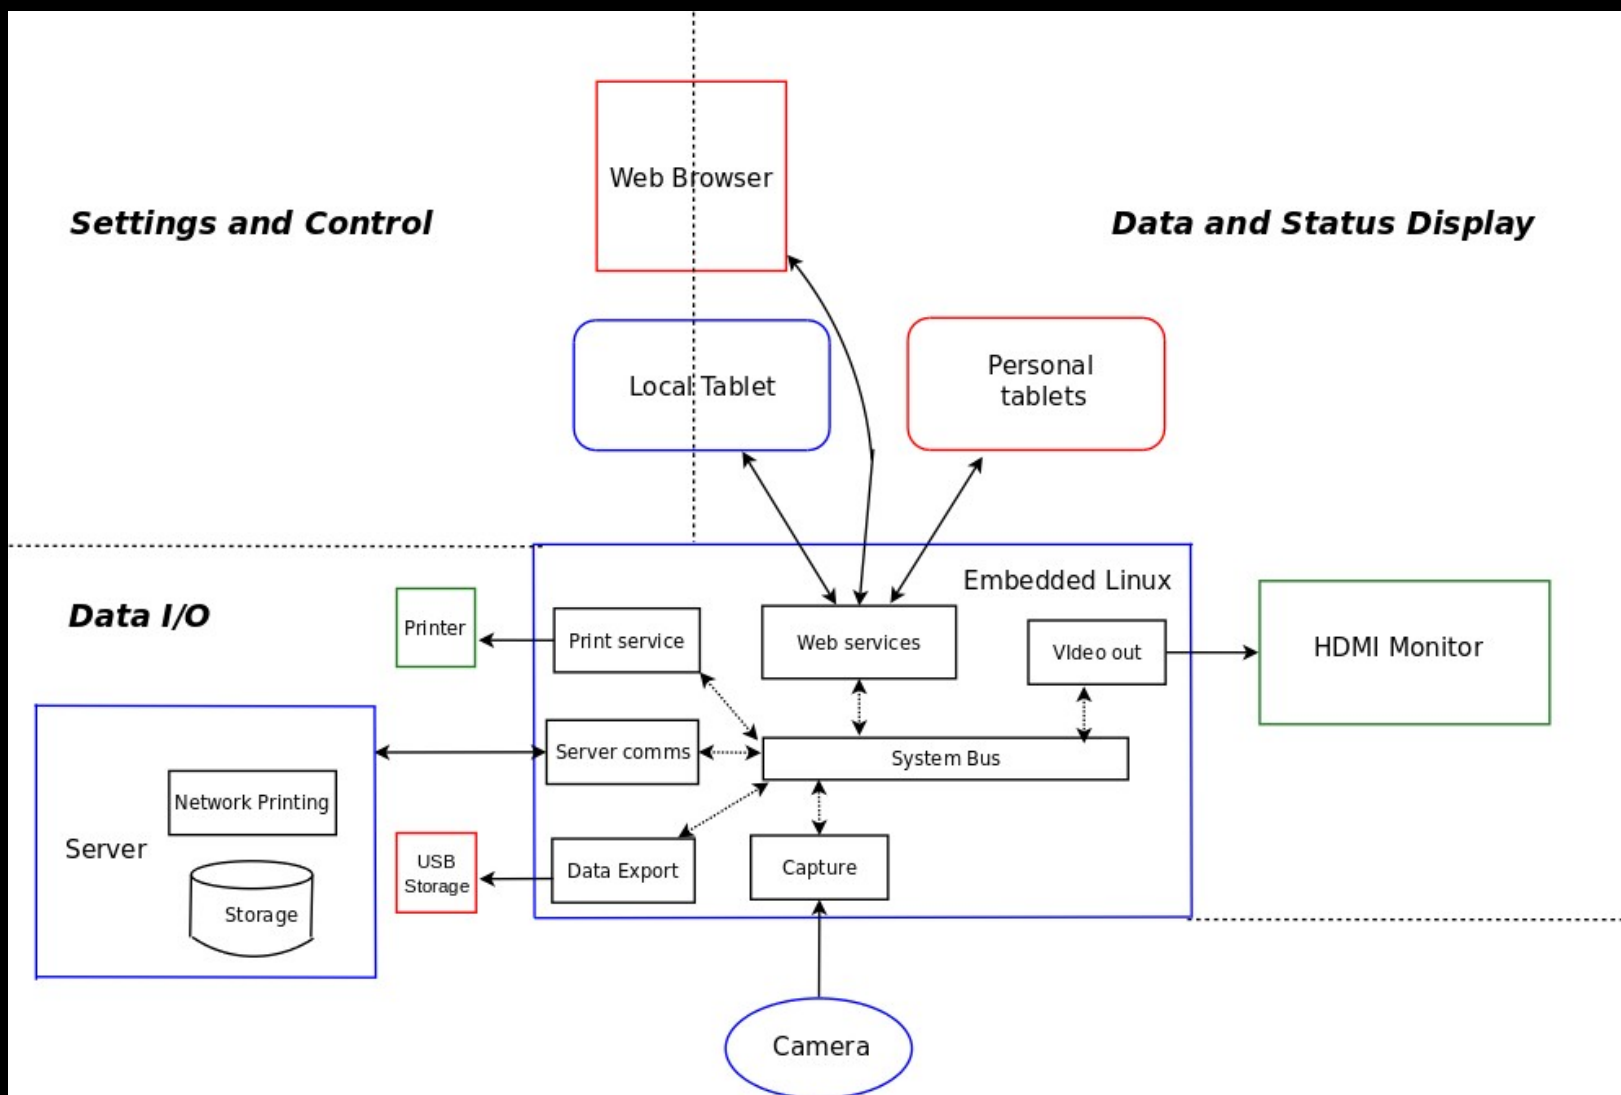 Web Browser
Settings and Control
Data and Status Display
Local Tablet
Personal
tablets
Embedded Linux
Data I/O
Printer
Print service
Web services
VIdeo out
HDMI Monitor
Server comms
System Bus
Network Printing
Server
Storage
USB
Storage
Data Export
Capture
Camera